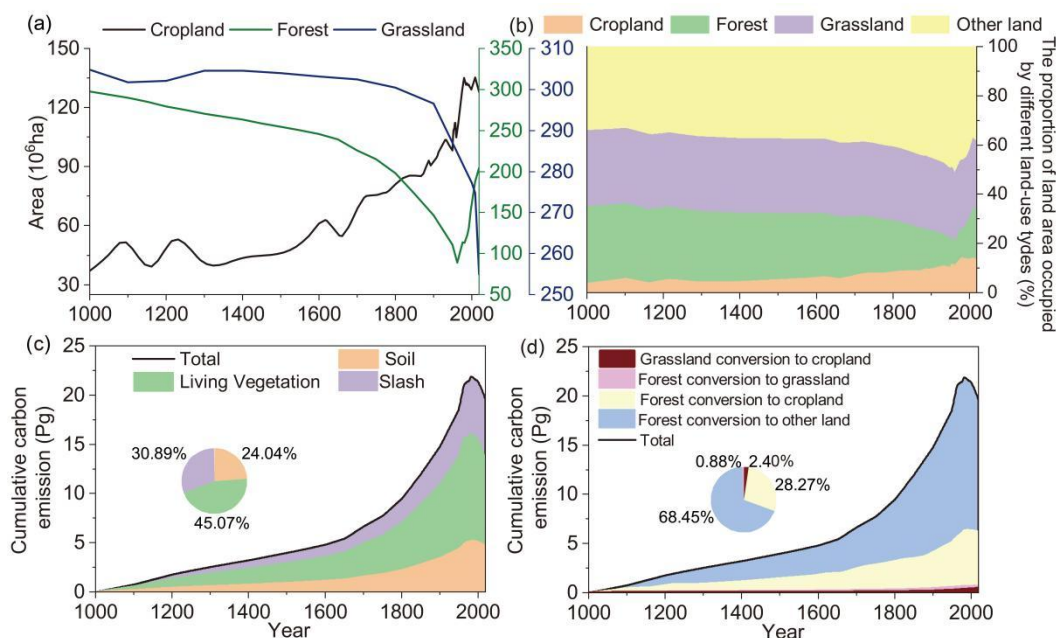 (a)
Cropland Forest Grassland
150
120
90
60
30
Area (10⁶ha)
350
300
250
200
150
100
50
310
300
290
280
270
260
250
1000 1200 1400 1600 1800 2000
(b)
Cropland Forest Grassland Other land
100
80
60
40
20
0
The proportion of land area occupied
by different land-use tydes (%)
1000 1200 1400 1600 1800 2000
(c)
Total Soil
Living Vegetation Slash
25
20
15
10
5
0
Cumulative carbon
emission (Pg)
30.89% 24.04%
45.07%
1000 1200 1400 1600 1800 2000
Year
(d)
Grassland conversion to cropland
Forest conversion to grassland
Forest conversion to cropland
Forest conversion to other land
Total
25
20
15
10
5
0
Cumulative carbon
emission (Pg)
0.88% 2.40%
28.27%
68.45%
1000 1200 1400 1600 1800 2000
Year